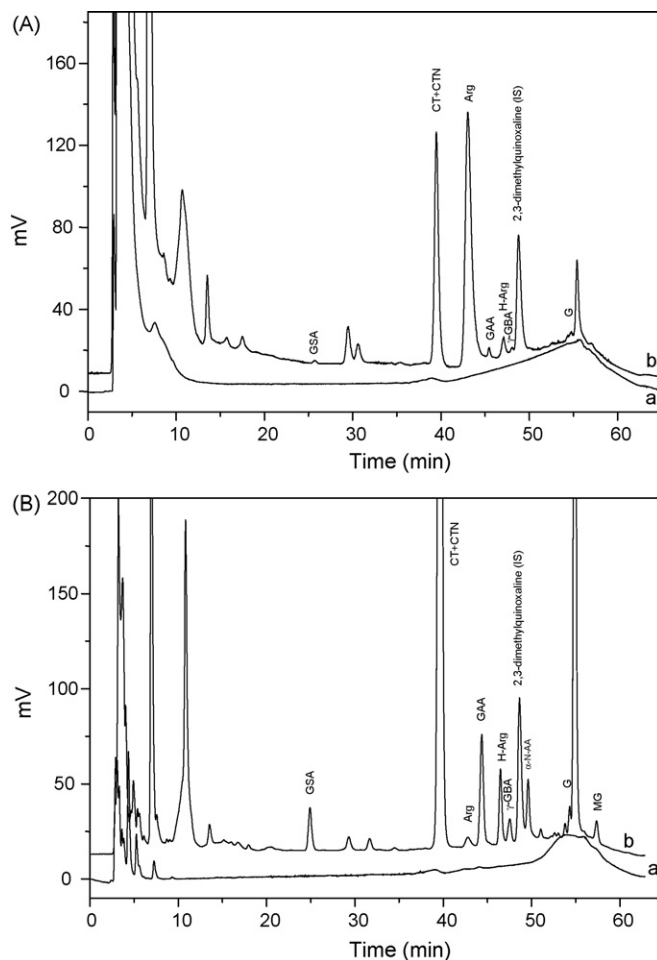 (A)
160
120
80
40
0
mV
GSA
CT+CTN
Arg
GAA
H-Arg
γ-GBA
2,3-dimethylquinoxaline (IS)
G
b
a
0 10 20 30 40 50 60
Time (min)
(B)
200
150
100
50
0
mV
GSA
CT+CTN
Arg
GAA
H-Arg
γ-GBA
2,3-dimethylquinoxaline (IS)
α-N-AA
G
MG
b
a
0 10 20 30 40 50 60
Time (min)